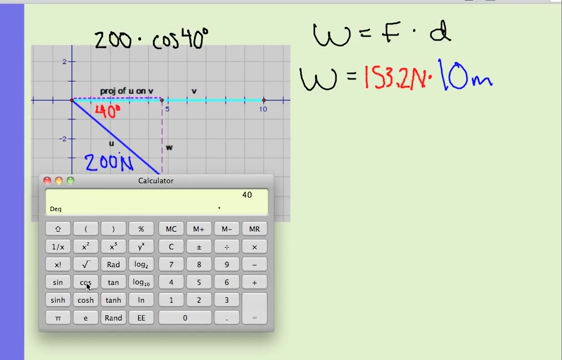 200 · cos 40°
W = F · d
W = 153.2N · 10m
2
proj of u on v
v
40°
5
10
-2
u
w
200N
Calculator
40
Deg
( ) % MC M+ M- MR
1/x x² x³ yˣ C ± ÷ ×
x! √ Rad log₂ 7 8 9 −
sin cos tan log₁₀ 4 5 6 +
sinh cosh tanh ln 1 2 3
π e Rand EE 0 . =